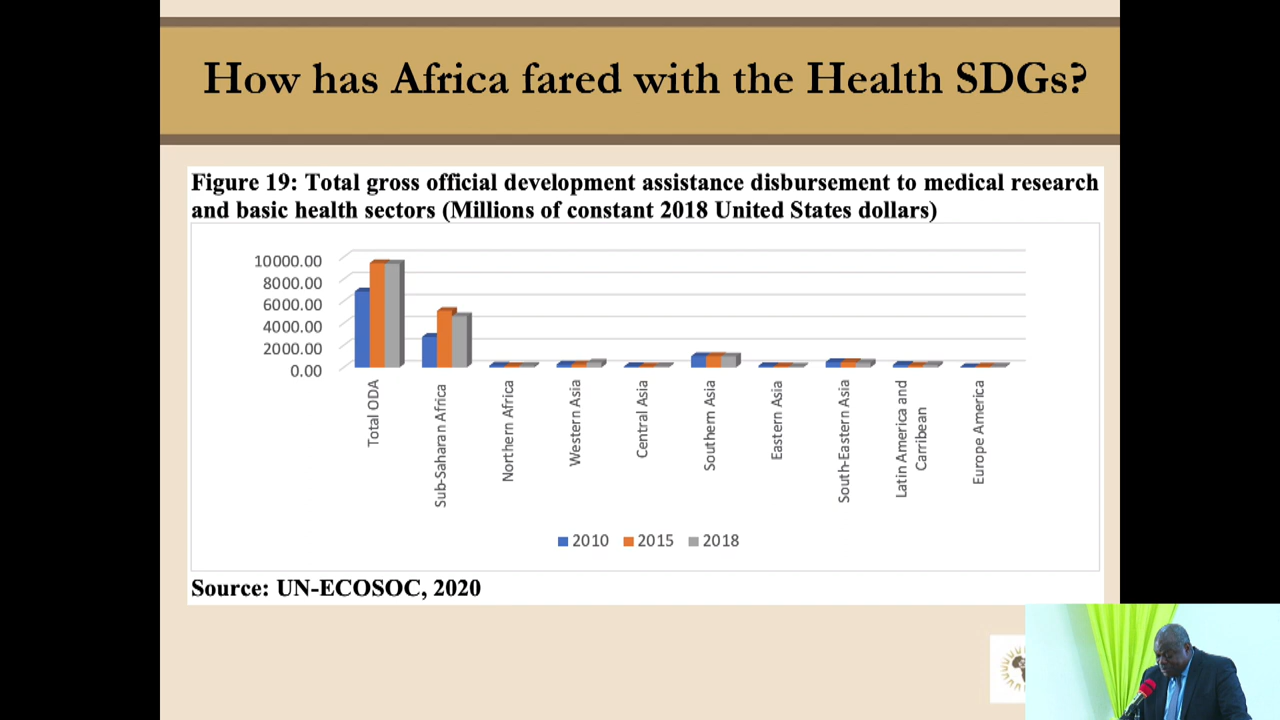 How has Africa fared with the Health SDGs?
Figure 19: Total gross official development assistance disbursement to medical research
and basic health sectors (Millions of constant 2018 United States dollars)
10000.00
8000.00
6000.00
4000.00
2000.00
0.00
Total ODA
Sub-Saharan Africa
Northern Africa
Western Asia
Central Asia
Southern Asia
Eastern Asia
South-Eastern Asia
Latin America and
Carribean
Europe America
2010 2015 2018
Source: UN-ECOSOC, 2020